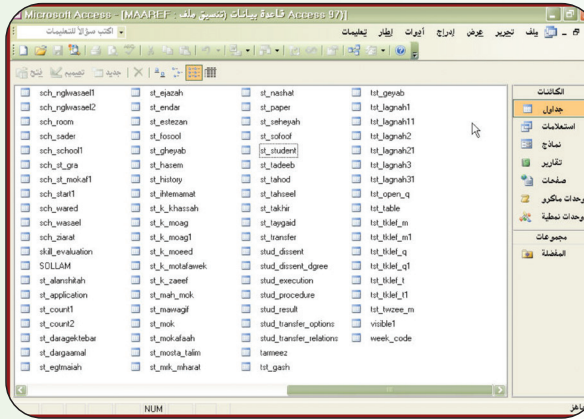 Microsoft Access - [MAAREF : قاعدة بيانات (تنسيق ملف Access 97)]
ملف تحرير عرض إدراج أدوات إطار تعليمات
اكتب سؤالاً للتعليمات
فتح تصميم جديد
الكائنات
جداول
استعلامات
نماذج
تقارير
صفحات
وحدات ماكرو
وحدات نمطية
مجموعات
المفضلة
sch_nglwasael1
sch_nglwasael2
sch_room
sch_sader
sch_school1
sch_st_gra
sch_st_mokaf1
sch_start1
sch_wared
sch_wasael
sch_ziarat
skill_evaluation
SOLLAM
st_alanshitah
st_application
st_count1
st_count2
st_daragektebar
st_dargaamal
st_egtmaiah
st_ejazah
st_endar
st_estezan
st_fosool
st_gheyab
st_hasem
st_history
st_ihtemamat
st_k_khassah
st_k_moag
st_k_moag1
st_k_moeed
st_k_motafawek
st_k_zaeef
st_mah_mok
st_mawagif
st_mok
st_mokafaah
st_mosta_talim
st_mrk_mharat
st_nashat
st_paper
st_seheyah
st_sofoof
st_student
st_tadeeb
st_tahod
st_tahseel
st_takhir
st_taygaid
st_transfer
stud_dissent
stud_dissent_dgree
stud_execution
stud_procedure
stud_result
stud_transfer_options
stud_transfer_relations
tarmeez
tst_gash
tst_geyab
tst_lagnah1
tst_lagnah11
tst_lagnah2
tst_lagnah21
tst_lagnah3
tst_lagnah31
tst_open_q
tst_table
tst_tklef_m
tst_tklef_m1
tst_tklef_q
tst_tklef_q1
tst_tklef_t
tst_tklef_t1
tst_twzee_m
visible1
week_code
NUM
جاهز